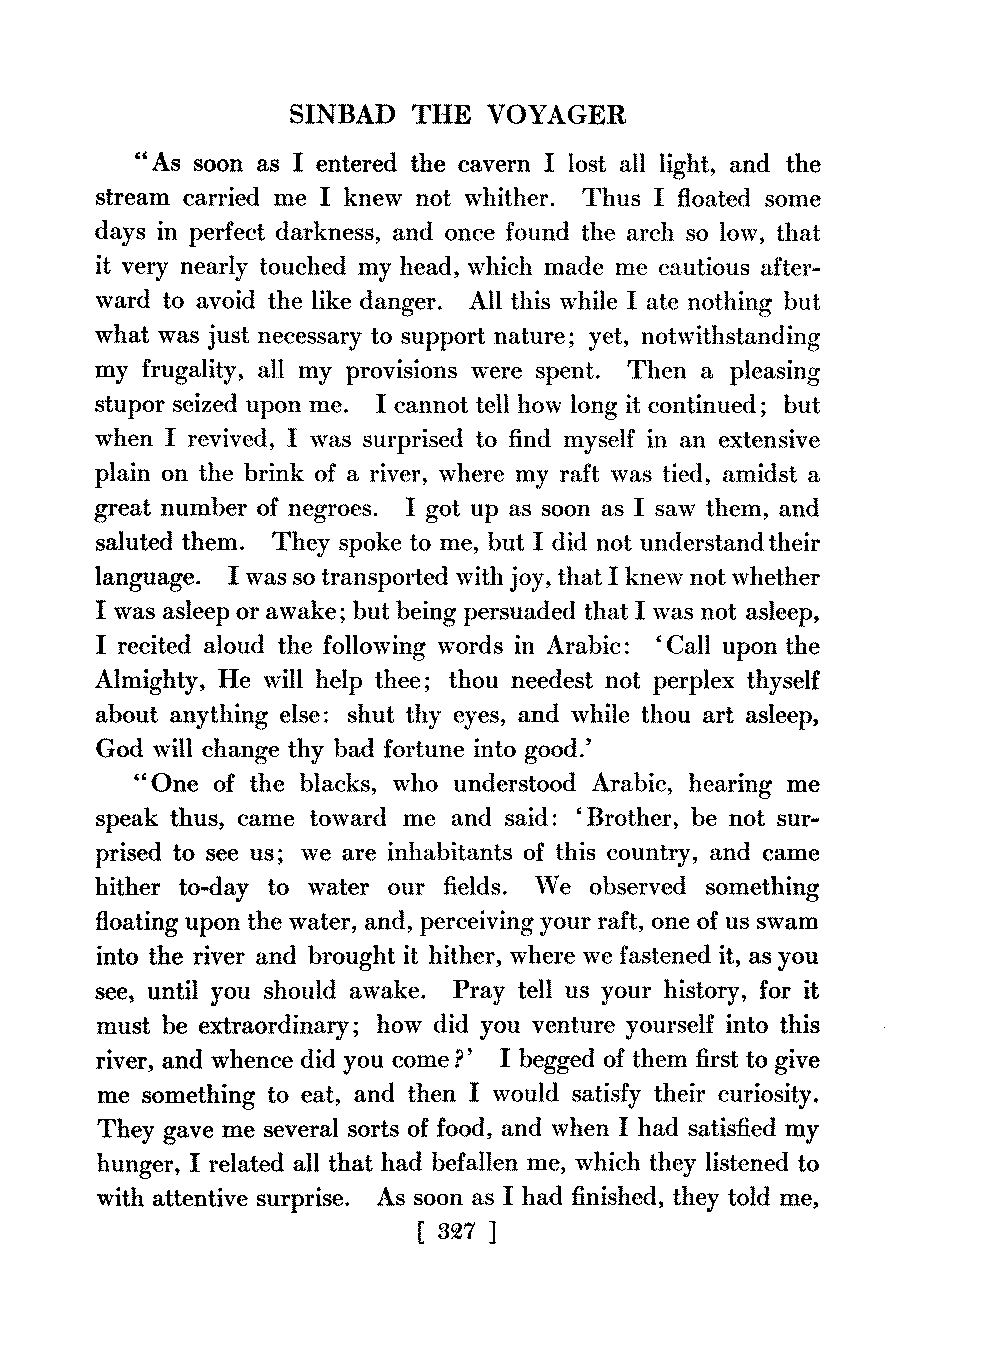 SINBAD THE VOYAGER
“As soon as I entered the cavern I lost all light, and the
stream carried me I knew not whither. Thus I floated some
days in perfect darkness, and once found the arch so low, that
it very nearly touched my head, which made me cautious after-
ward to avoid the like danger. All this while I ate nothing but
what was just necessary to support nature; yet, notwithstanding
my frugality, all my provisions were spent. Then a pleasing
stupor seized upon me. I cannot tell how long it continued; but
when I revived, I was surprised to find myself in an extensive
plain on the brink of a river, where my raft was tied, amidst a
great number of negroes. I got up as soon as I saw them, and
saluted them. They spoke to me, but I did not understand their
language. I was so transported with joy, that I knew not whether
I was asleep or awake; but being persuaded that I was not asleep,
I recited aloud the following words in Arabic: ‘Call upon the
Almighty, He will help thee; thou needest not perplex thyself
about anything else: shut thy eyes, and while thou art asleep,
God will change thy bad fortune into good.’
“One of the blacks, who understood Arabic, hearing me
speak thus, came toward me and said: ‘Brother, be not sur-
prised to see us; we are inhabitants of this country, and came
hither to-day to water our fields. We observed something
floating upon the water, and, perceiving your raft, one of us swam
into the river and brought it hither, where we fastened it, as you
see, until you should awake. Pray tell us your history, for it
must be extraordinary; how did you venture yourself into this
river, and whence did you come?’ I begged of them first to give
me something to eat, and then I would satisfy their curiosity.
They gave me several sorts of food, and when I had satisfied my
hunger, I related all that had befallen me, which they listened to
with attentive surprise. As soon as I had finished, they told me,
[ 327 ]